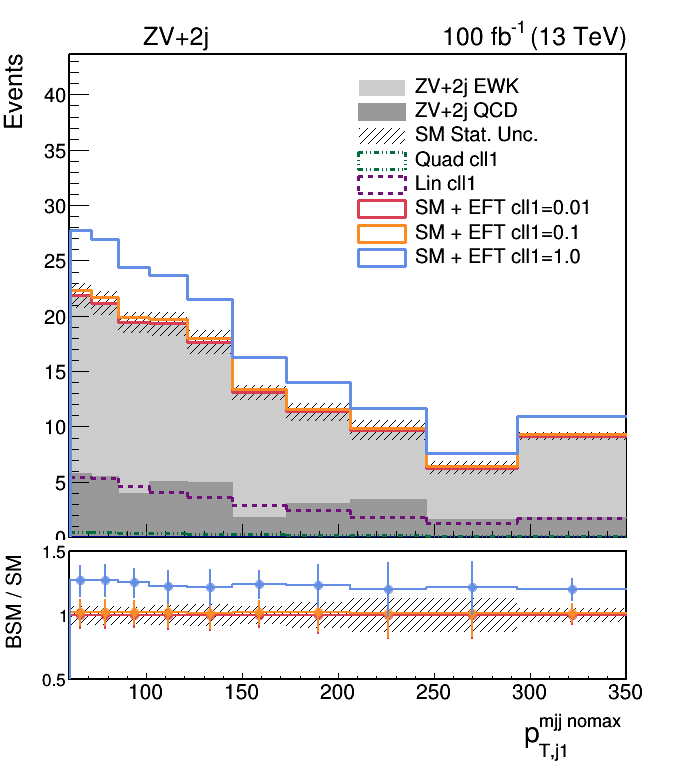 ZV+2j
100 fb⁻¹ (13 TeV)
Events
40
35
30
25
20
15
10
5
0
ZV+2j EWK
ZV+2j QCD
SM Stat. Unc.
Quad cll1
Lin cll1
SM + EFT cll1=0.01
SM + EFT cll1=0.1
SM + EFT cll1=1.0
BSM / SM
1.5
1
0.5
100
150
200
250
300
350
p_{T,j1}^{mjj nomax}